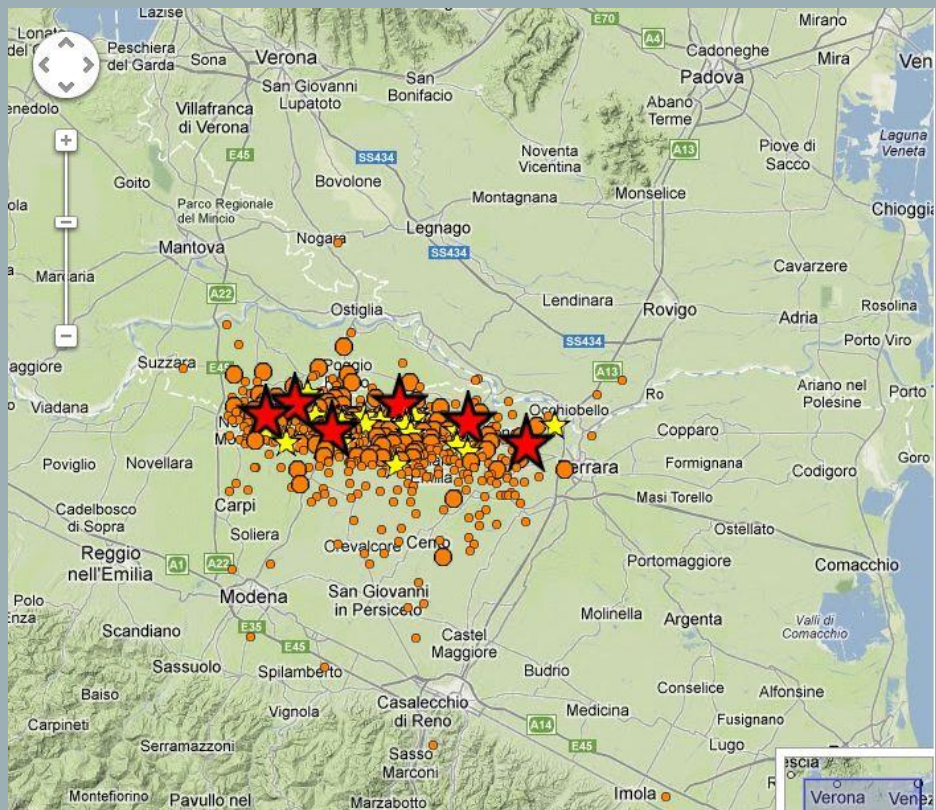 Lazise
E70
Mirano
A4
Peschiera
del Garda
Sona
Verona
Cadoneghe
Mira
San Giovanni
Lupatoto
San
Bonifacio
Padova
Villafranca
di Verona
Abano
Terme
Laguna
Veneta
E45
SS434
Noventa
Vicentina
A13
Piove di
Sacco
Goito
Bovolone
Montagnana
Monselice
Parco Regionale
del Mincio
Nogara
Legnago
Mantova
SS434
Cavarzere
Marcaria
A22
Ostiglia
Lendinara
Rovigo
Rosolina
Adria
SS434
Porto Viro
Suzzara
Poggio
A13
Ariano nel
Polesine
Porto
Viadana
Ro
Occhiobello
Copparo
Goro
Poviglio
Novellara
Formignana
Codigoro
Carpi
Masi Torello
Cadelbosco
di Sopra
Soliera
Ostellato
Reggio
nell'Emilia
A1
A22
Crevalcore
Cento
Portomaggiore
Comacchio
Modena
San Giovanni
in Persiceto
Polo
Molinella
Argenta
Valli di
Comacchio
Scandiano
E35
E45
Castel
Maggiore
Sassuolo
Spilamberto
Budrio
Baiso
Conselice
Alfonsine
Vignola
Casalecchio
di Reno
Medicina
Carpineti
A14
Fusignano
Serramazzoni
E45
Lugo
Sasso
Marconi
Montefiorino
Pavullo nel
Marzabotto
Imola
Verona